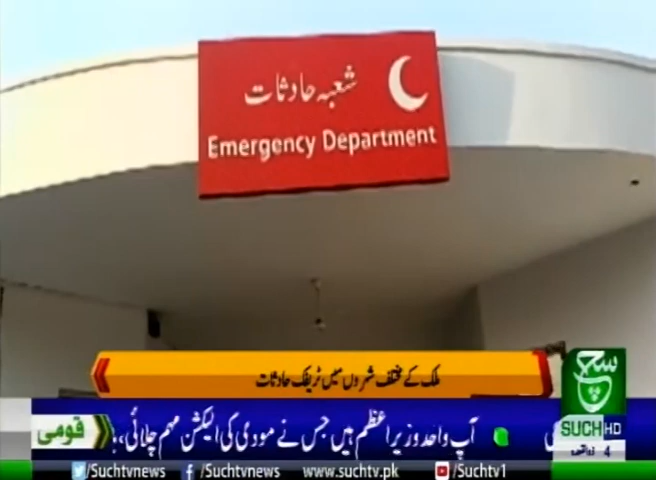 شعبہ حادثات
Emergency Department
ملک کے مختلف شہروں میں ٹریفک حادثات
سچ
SUCH HD
قومی
آپ واحد وزیراعظم ہیں جس نے مودی کی الیکشن مہم چلائی،
/Suchtvnews /Suchtvnews www.suchtv.pk /Suchtv1